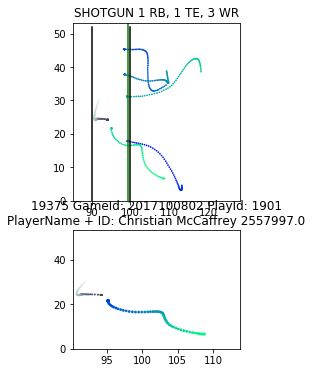 SHOTGUN 1 RB, 1 TE, 3 WR
50
40
30
20
10
0
90 100 110 120
19375 GameId: 2017100802 PlayId: 1901
PlayerName + ID: Christian McCaffrey 2557997.0
40
20
0
95 100 105 110